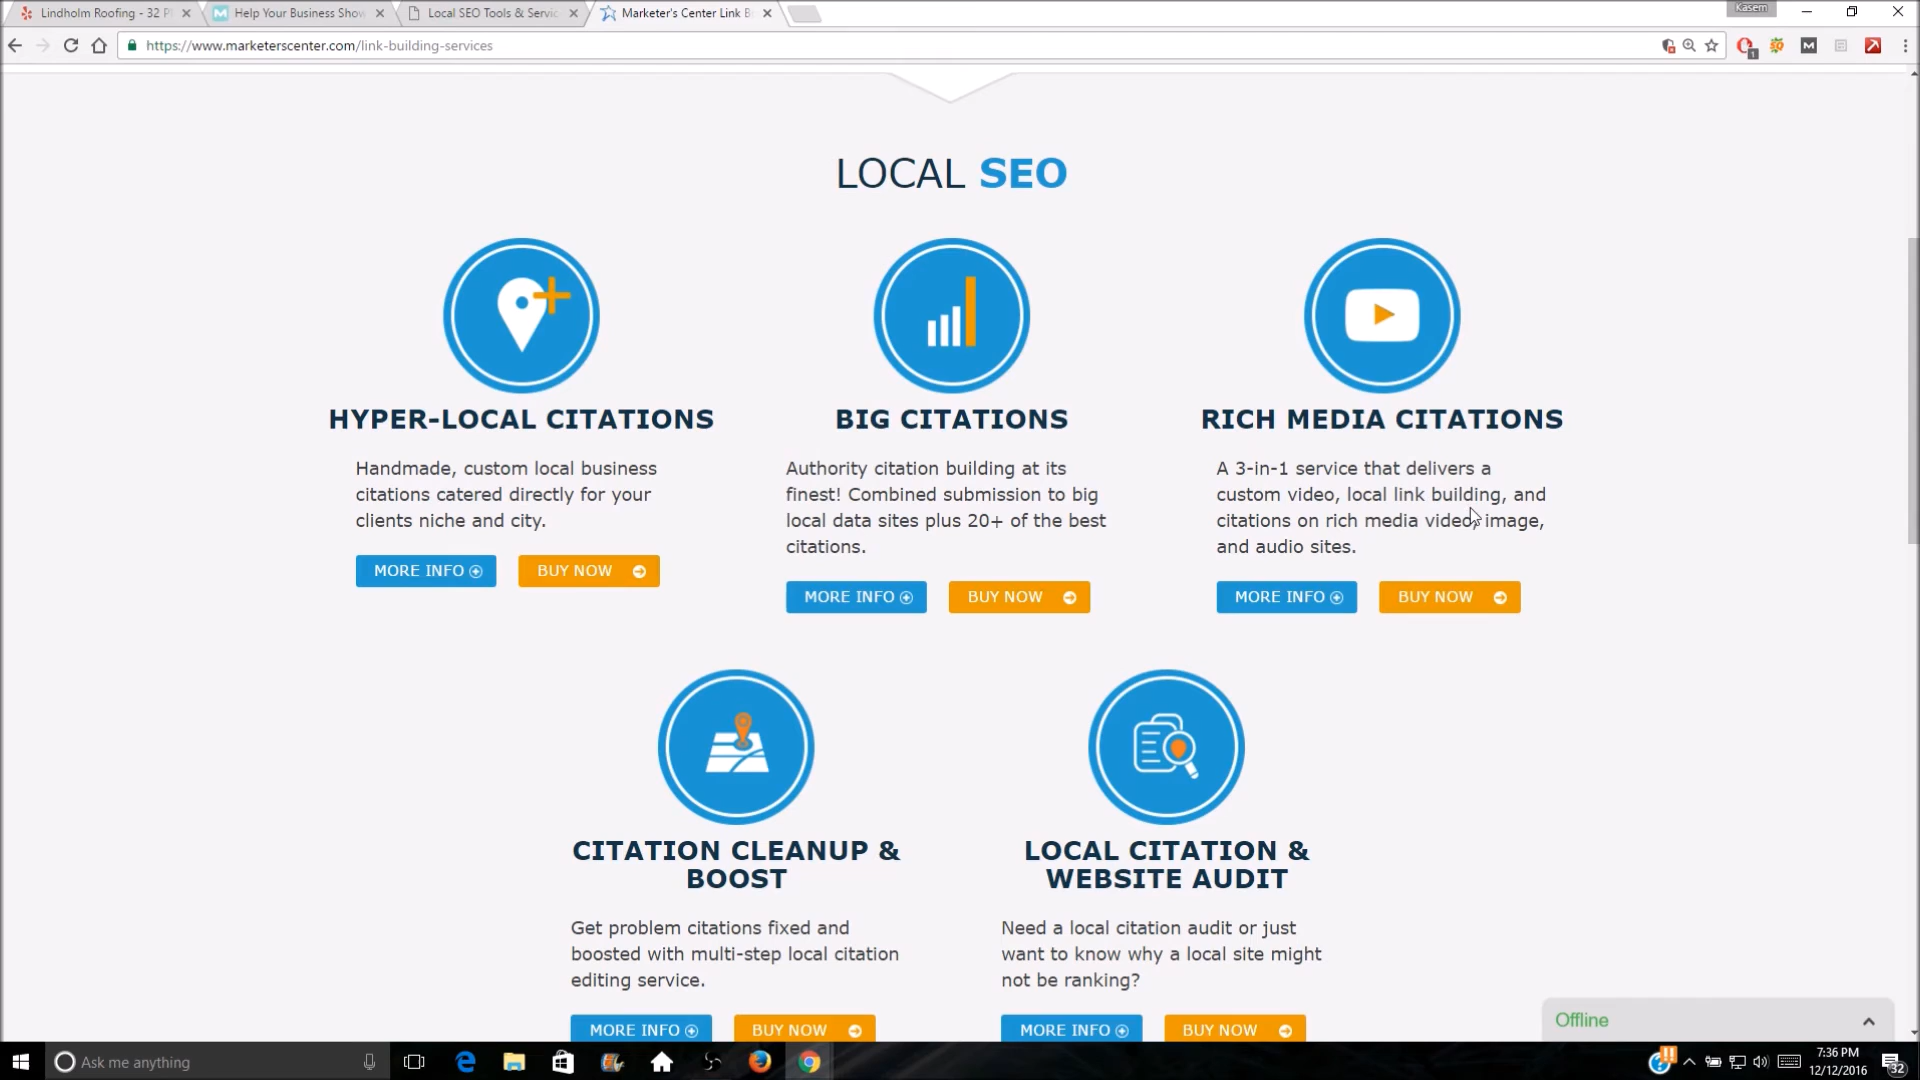 Lindholm Roofing - 32 P
Help Your Business Show
Local SEO Tools & Servic
Marketer's Center Link B
Kasem
https://www.marketerscenter.com/link-building-services
LOCAL SEO
HYPER-LOCAL CITATIONS
Handmade, custom local business
citations catered directly for your
clients niche and city.
MORE INFO
BUY NOW
BIG CITATIONS
Authority citation building at its
finest! Combined submission to big
local data sites plus 20+ of the best
citations.
MORE INFO
BUY NOW
RICH MEDIA CITATIONS
A 3-in-1 service that delivers a
custom video, local link building, and
citations on rich media video, image,
and audio sites.
MORE INFO
BUY NOW
CITATION CLEANUP &
BOOST
Get problem citations fixed and
boosted with multi-step local citation
editing service.
MORE INFO
BUY NOW
LOCAL CITATION &
WEBSITE AUDIT
Need a local citation audit or just
want to know why a local site might
not be ranking?
MORE INFO
BUY NOW
Offline
Ask me anything
7:36 PM
12/12/2016
32